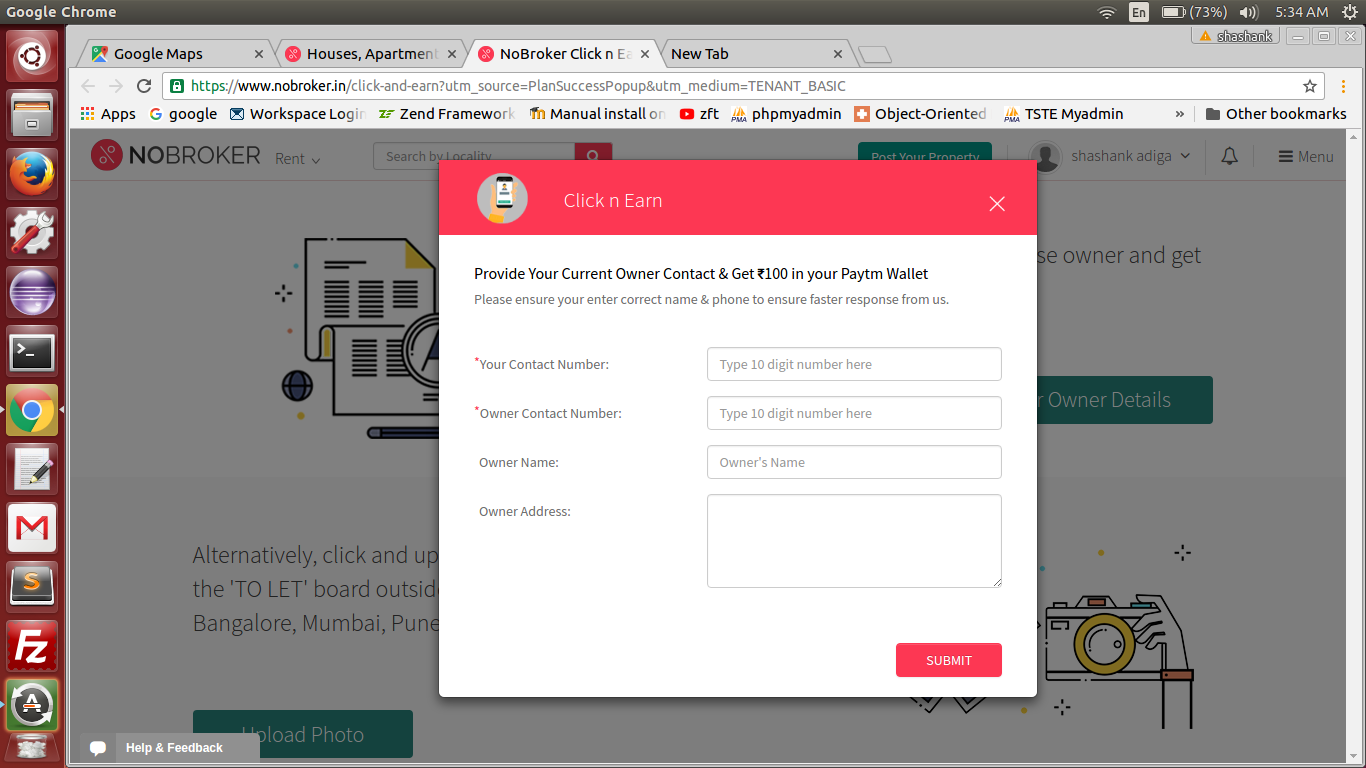 Google Chrome
En
(73%)
5:34 AM
Google Maps
Houses, Apartment
NoBroker Click n Ea
New Tab
shashank
https://www.nobroker.in/click-and-earn?utm_source=PlanSuccessPopup&utm_medium=TENANT_BASIC
Apps
google
Workspace Login
Zend Framework
Manual install on
zft
phpmyadmin
Object-Oriented
TSTE Myadmin
»
Other bookmarks
NOBROKER
Rent
Search by Locality
Post Your Property
shashank adiga
Menu
Click n Earn
se owner and get
Provide Your Current Owner Contact & Get ₹100 in your Paytm Wallet
Please ensure your enter correct name & phone to ensure faster response from us.
*Your Contact Number:
Type 10 digit number here
r Owner Details
*Owner Contact Number:
Type 10 digit number here
Owner Name:
Owner's Name
Owner Address:
Alternatively, click and up
the 'TO LET' board outside
Bangalore, Mumbai, Pune
SUBMIT
Upload Photo
Help & Feedback